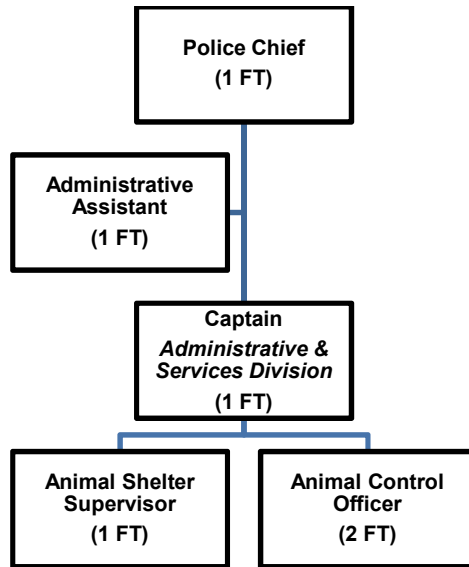 Police Chief
(1 FT)
Administrative
Assistant
(1 FT)
Captain
Administrative &
Services Division
(1 FT)
Animal Shelter
Supervisor
(1 FT)
Animal Control
Officer
(2 FT)